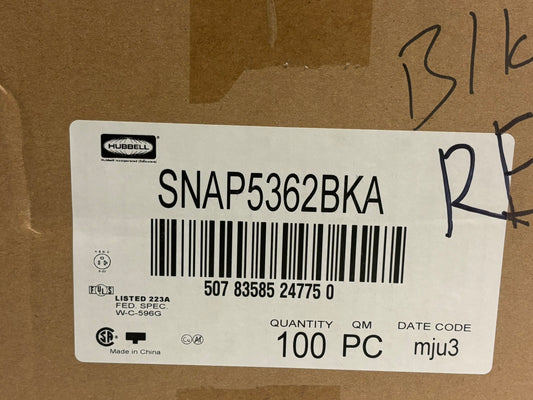 Blk
HUBBELL
RE
SNAP5362BKA
507 83585 24775 0
LISTED 223A
FED. SPEC.
W-C-596G
Made in China
QUANTITY QM DATE CODE
100 PC mju3